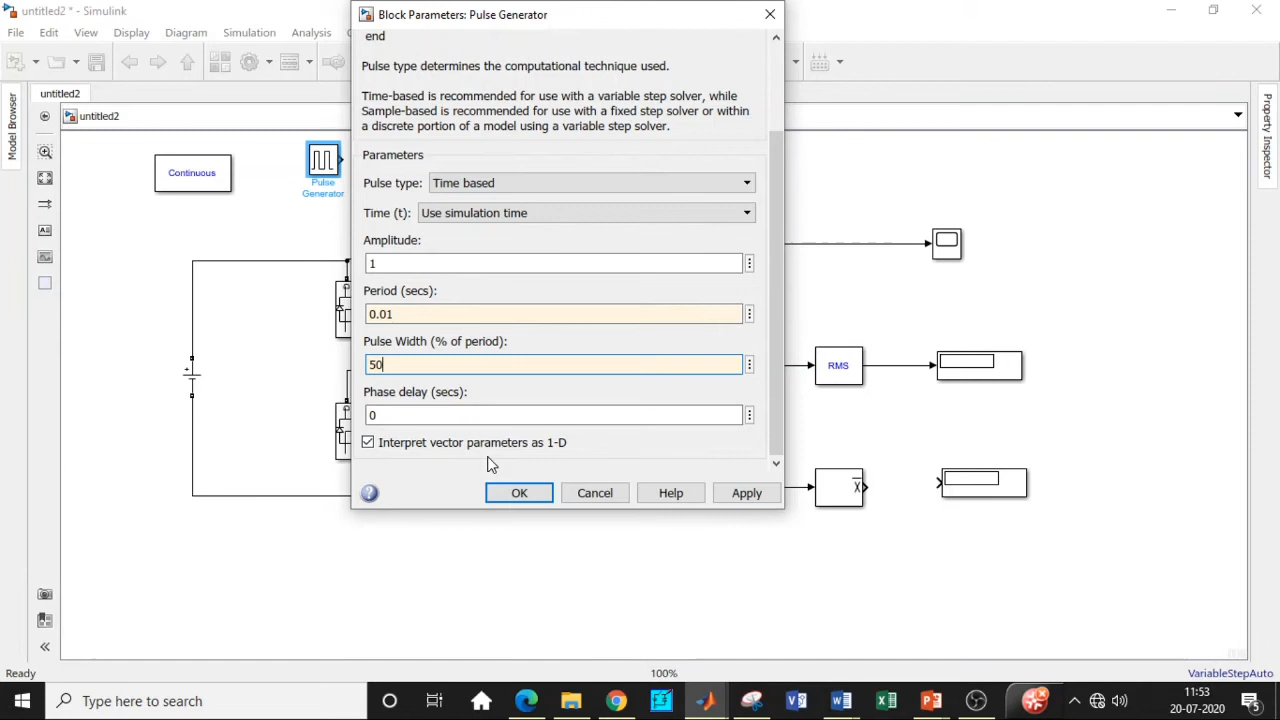 untitled2 * - Simulink
File Edit View Display Diagram Simulation Analysis
untitled2
untitled2
Model Browser
Property Inspector
Continuous
Pulse
Generator
Block Parameters: Pulse Generator
end
Pulse type determines the computational technique used.
Time-based is recommended for use with a variable step solver, while
Sample-based is recommended for use with a fixed step solver or within
a discrete portion of a model using a variable step solver.
Parameters
Pulse type: Time based
Time (t): Use simulation time
Amplitude:
1
Period (secs):
0.01
Pulse Width (% of period):
50
Phase delay (secs):
0
Interpret vector parameters as 1-D
OK Cancel Help Apply
RMS
X
Ready 100% VariableStepAuto
Type here to search
11:53
20-07-2020
5